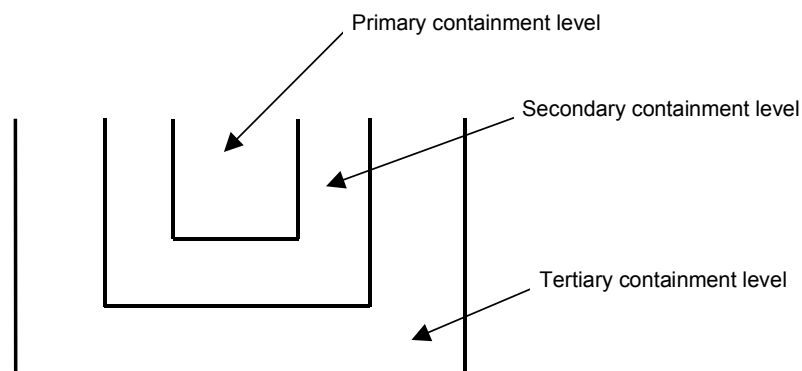 Primary containment level
Secondary containment level
Tertiary containment level